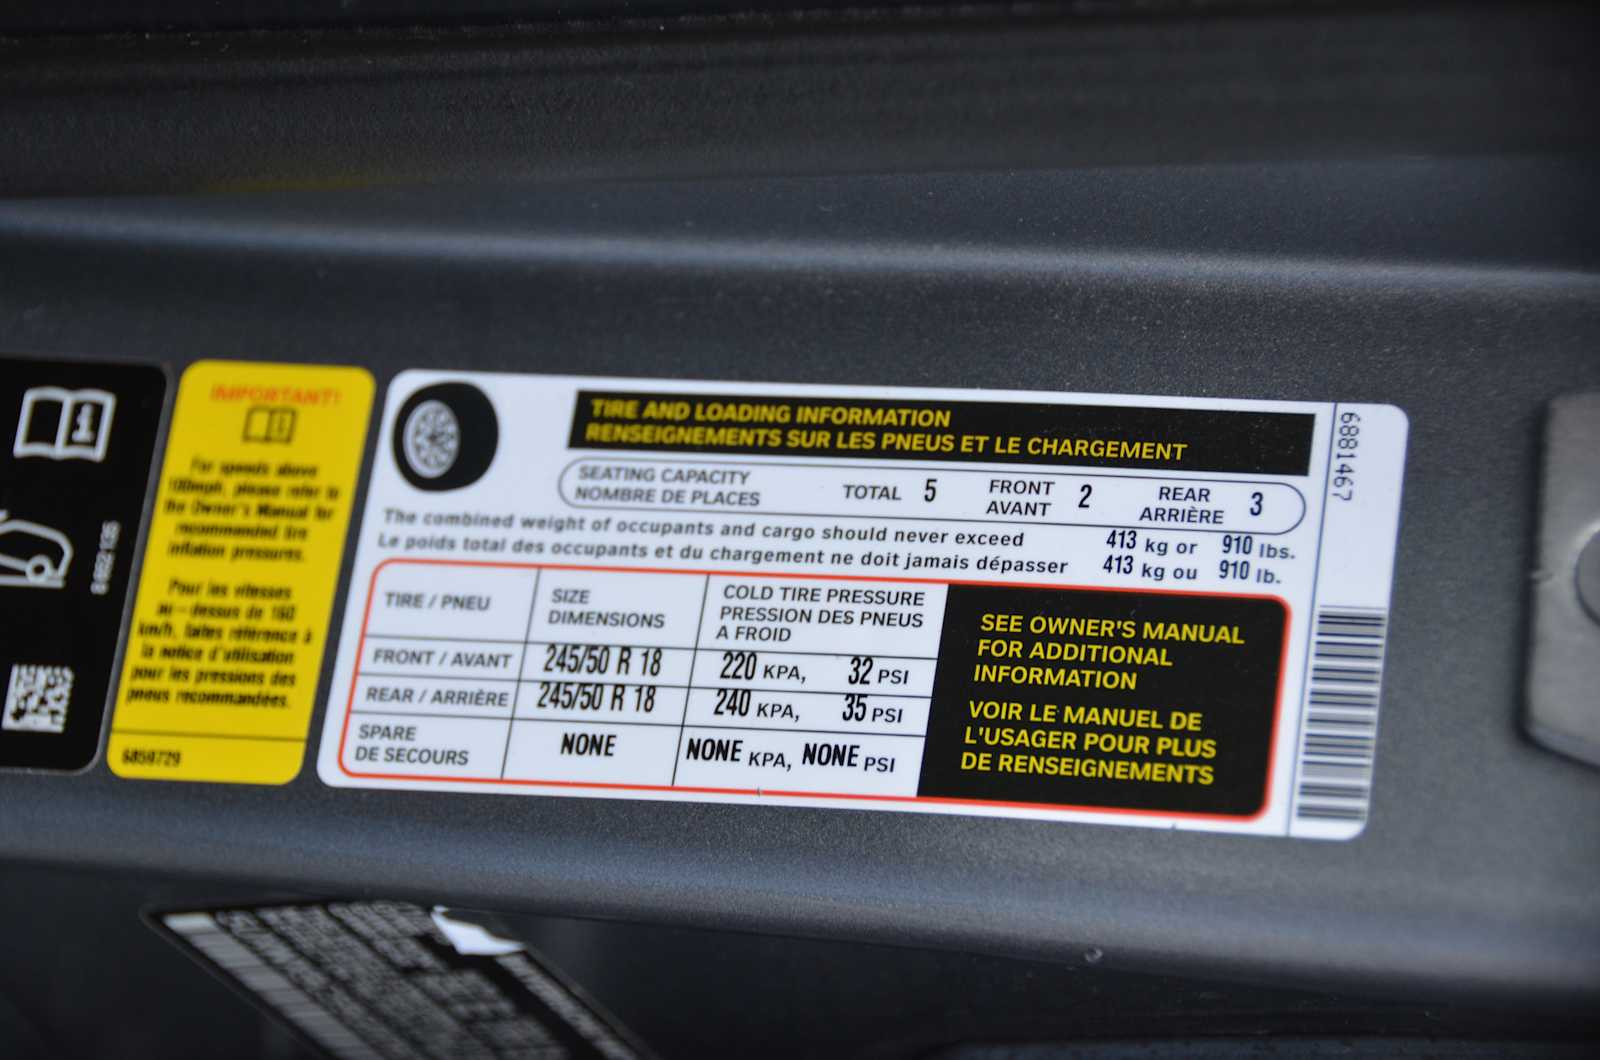 IMPORTANT!
For speeds above
100mph, please refer to
the Owner's Manual for
recommended tire
inflation pressures.
Pour les vitesses
au-dessus de 160
km/h, faites référence à
la notice d'utilisation
pour les pressions des
pneus recommandées.
6859729
TIRE AND LOADING INFORMATION
RENSEIGNEMENTS SUR LES PNEUS ET LE CHARGEMENT
SEATING CAPACITY
NOMBRE DE PLACES
TOTAL 5
FRONT
AVANT 2
REAR
ARRIÈRE 3
The combined weight of occupants and cargo should never exceed 413 kg or 910 lbs.
Le poids total des occupants et du chargement ne doit jamais dépasser 413 kg ou 910 lb.
TIRE / PNEU
SIZE
DIMENSIONS
COLD TIRE PRESSURE
PRESSION DES PNEUS
A FROID
FRONT / AVANT 245/50 R 18 220 KPA, 32 PSI
REAR / ARRIÈRE 245/50 R 18 240 KPA, 35 PSI
SPARE
DE SECOURS NONE NONE KPA, NONE PSI
SEE OWNER'S MANUAL
FOR ADDITIONAL
INFORMATION
VOIR LE MANUEL DE
L'USAGER POUR PLUS
DE RENSEIGNEMENTS
6881467